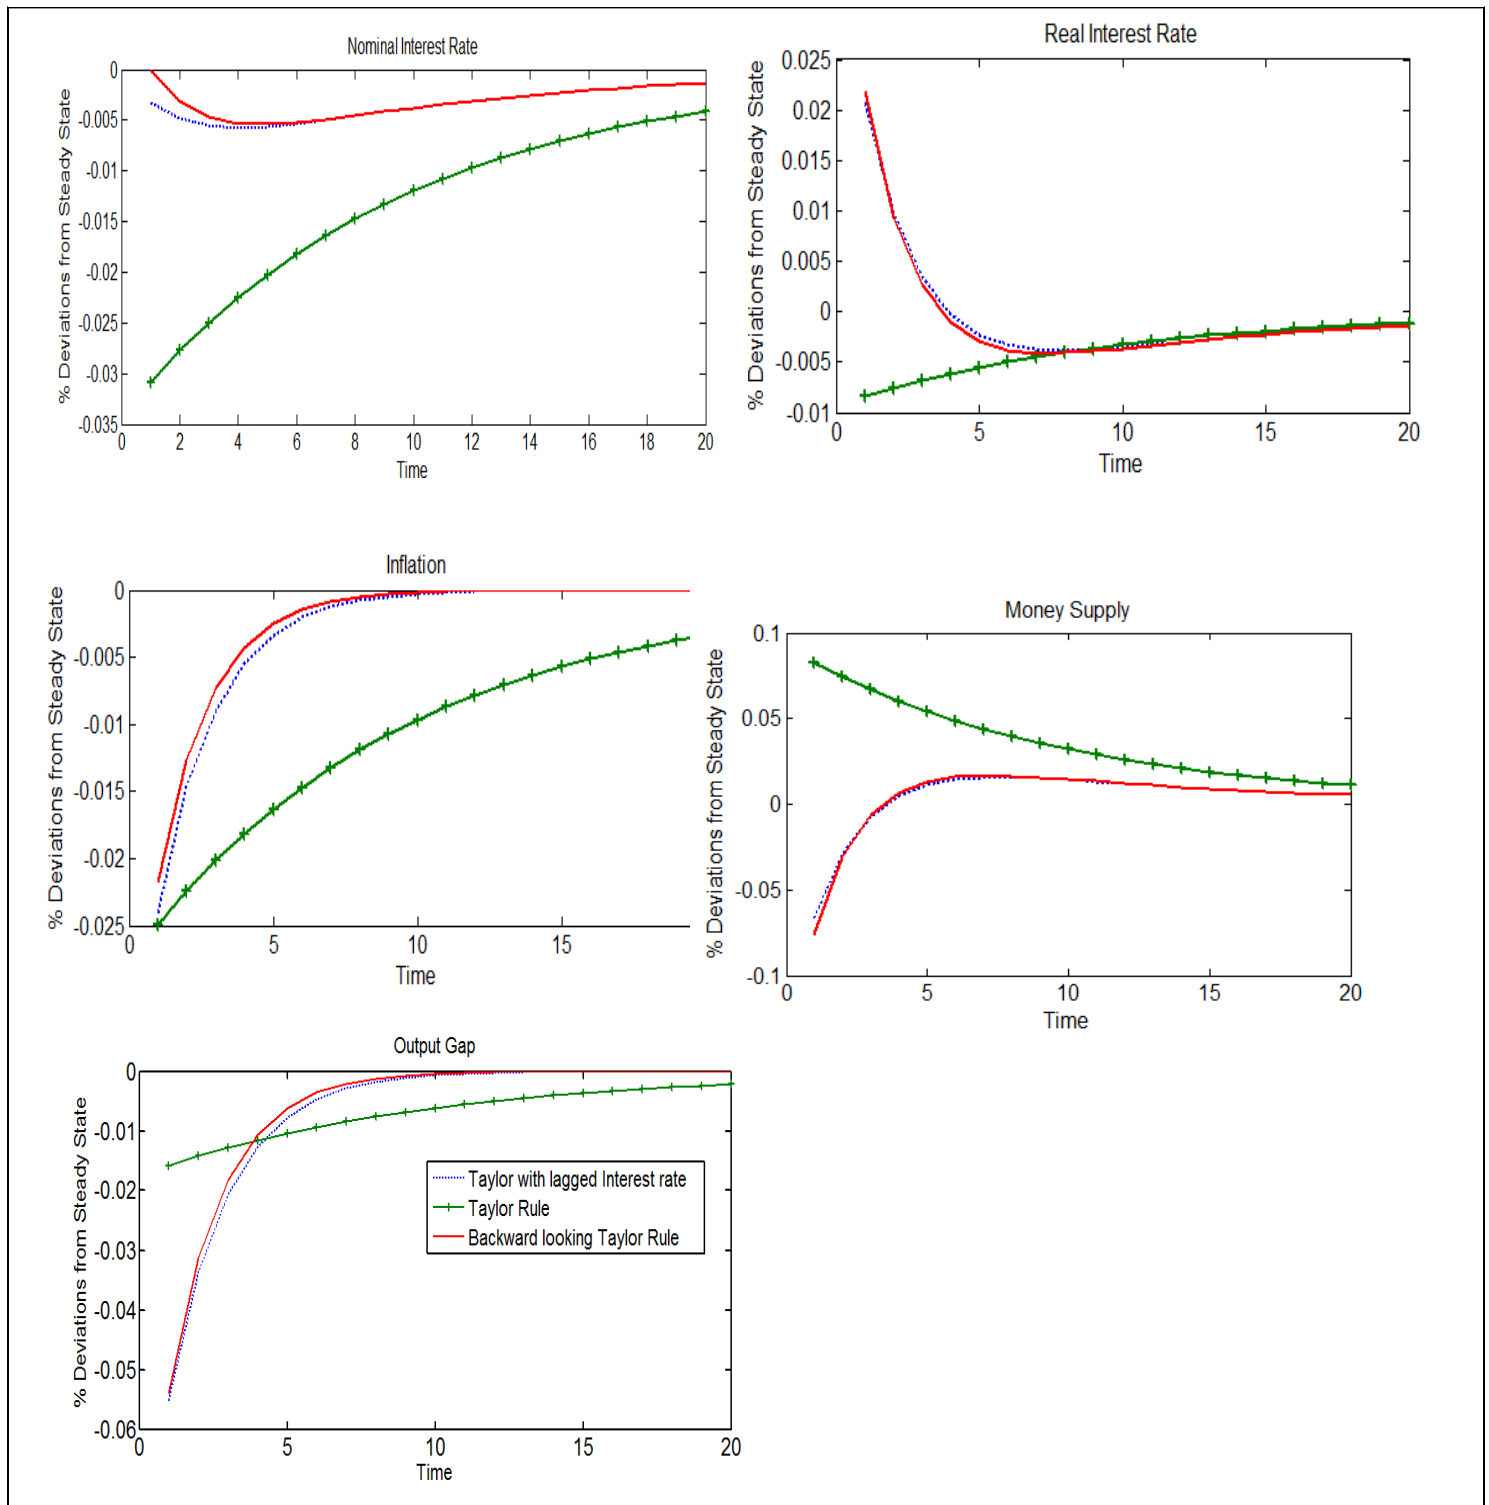 Nominal Interest Rate
% Deviations from Steady State
0
-0.005
-0.01
-0.015
-0.02
-0.025
-0.03
-0.035
0 2 4 6 8 10 12 14 16 18 20
Time
Real Interest Rate
% Deviations from Steady State
0.025
0.02
0.015
0.01
0.005
0
-0.005
-0.01
0 5 10 15 20
Time
Inflation
% Deviations from Steady State
0
-0.005
-0.01
-0.015
-0.02
-0.025
0 5 10 15
Time
Money Supply
% Deviations from Steady State
0.1
0.05
0
-0.05
-0.1
0 5 10 15 20
Time
Output Gap
% Deviations from Steady State
0
-0.01
-0.02
-0.03
-0.04
-0.05
-0.06
0 5 10 15 20
Time
Taylor with lagged Interest rate
Taylor Rule
Backward looking Taylor Rule